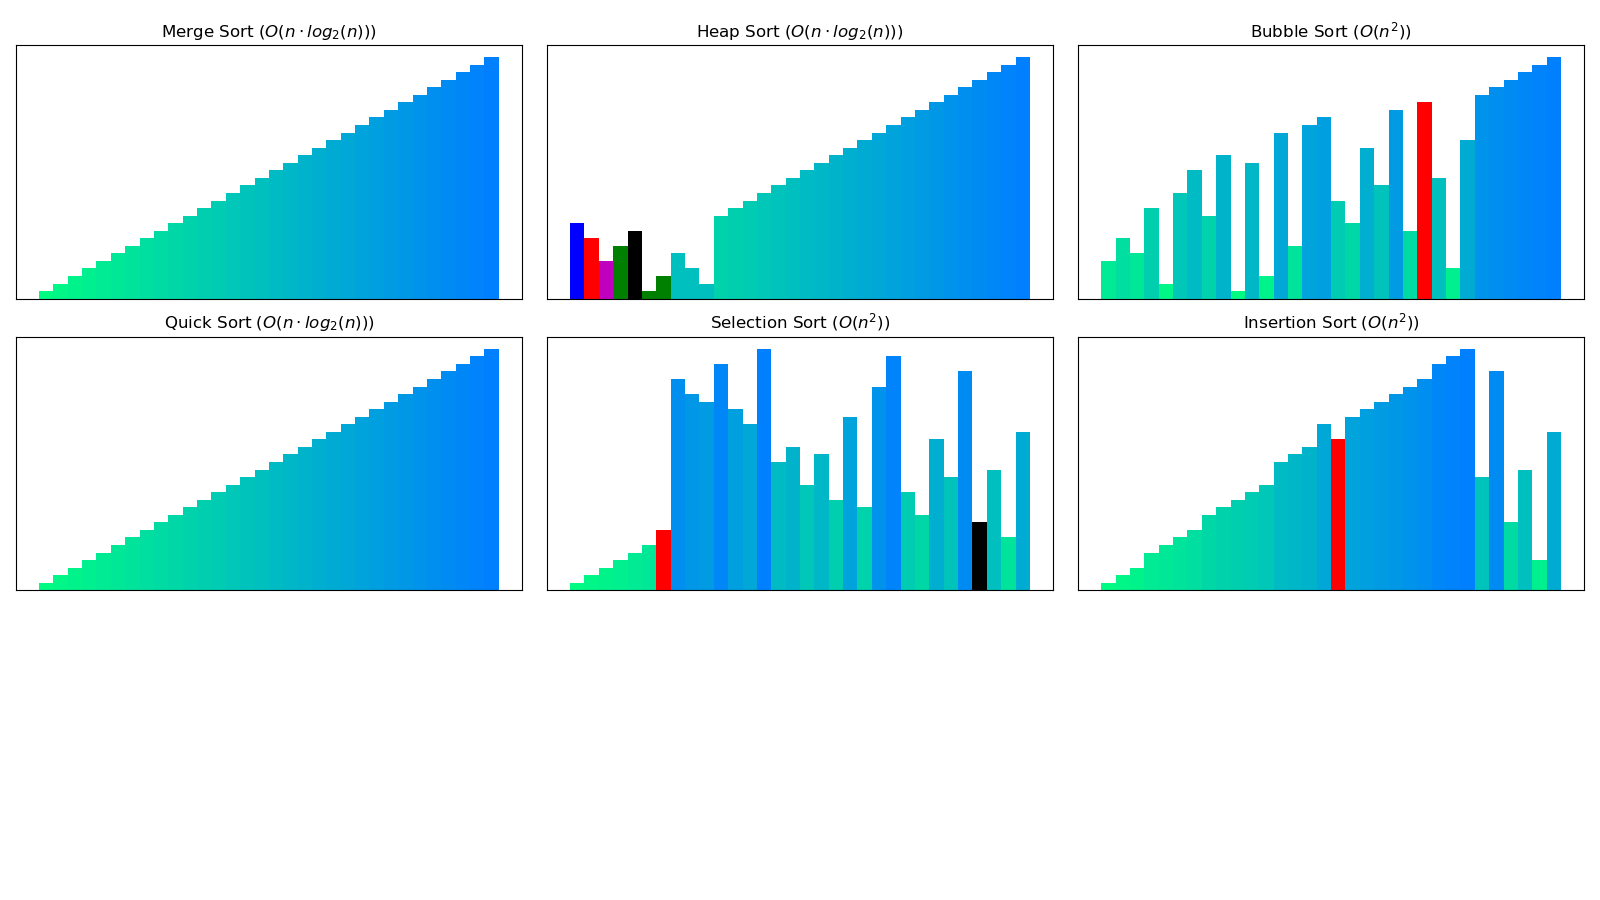 Merge Sort (O(n · log₂(n)))
Heap Sort (O(n · log₂(n)))
Bubble Sort (O(n²))
Quick Sort (O(n · log₂(n)))
Selection Sort (O(n²))
Insertion Sort (O(n²))